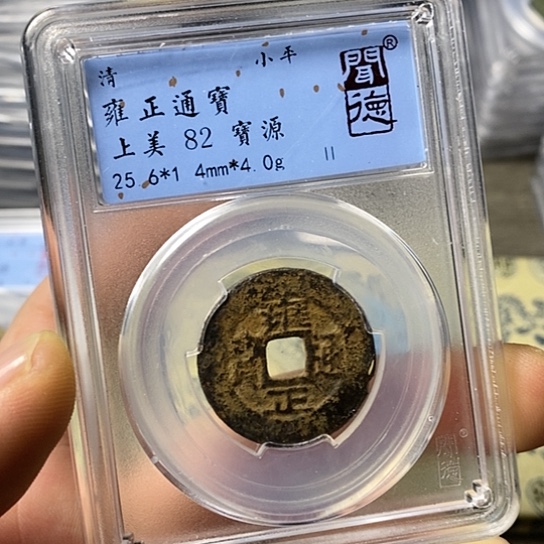 清 小平
雍正通寶
上美 82 寶源
25.6*1.4mm*4.0g
聞德®
雍正通寶